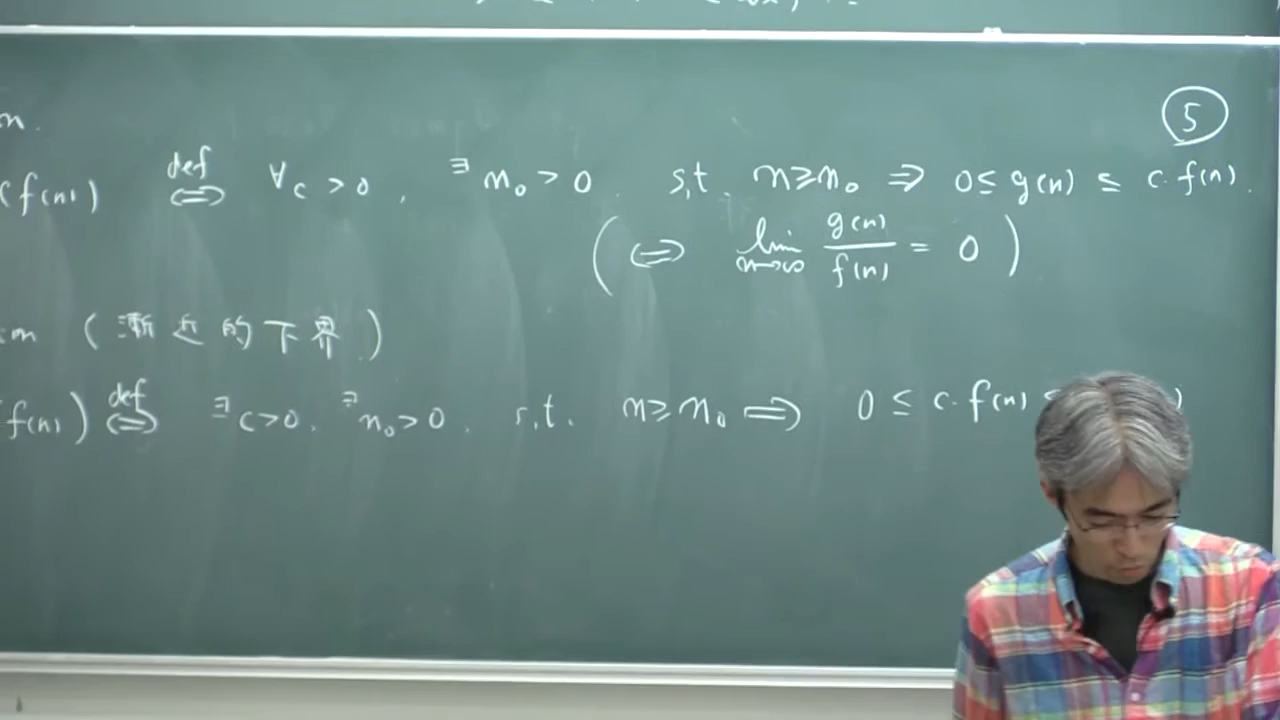 5
m.
(f(n)) def ⟺ ∀c > 0, ∃n₀ > 0. s,t. n ≥ n₀ ⇒ 0 ≤ g(n) ≤ c・f(n).
( ⟺ lim n→∞ g(n)/f(n) = 0 )
m (漸近的下界)
f(n)) def ⟺ ∃c>0. ∃n₀>0. s,t. n ≥ n₀ ⟹ 0 ≤ c・f(n) ≤ )